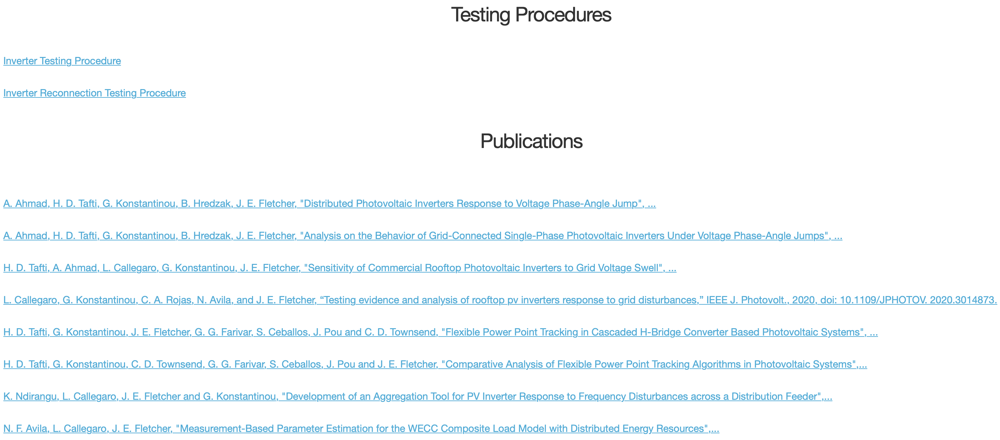 Testing Procedures
Inverter Testing Procedure
Inverter Reconnection Testing Procedure
Publications
A. Ahmad, H. D. Tafti, G. Konstantinou, B. Hredzak, J. E. Fletcher, "Distributed Photovoltaic Inverters Response to Voltage Phase-Angle Jump", ...
A. Ahmad, H. D. Tafti, G. Konstantinou, B. Hredzak, J. E. Fletcher, "Analysis on the Behavior of Grid-Connected Single-Phase Photovoltaic Inverters Under Voltage Phase-Angle Jumps", ...
H. D. Tafti, A. Ahmad, L. Callegaro, G. Konstantinou, J. E. Fletcher, "Sensitivity of Commercial Rooftop Photovoltaic Inverters to Grid Voltage Swell", ...
L. Callegaro, G. Konstantinou, C. A. Rojas, N. Avila, and J. E. Fletcher, “Testing evidence and analysis of rooftop pv inverters response to grid disturbances,” IEEE J. Photovolt., 2020, doi: 10.1109/JPHOTOV. 2020.3014873.
H. D. Tafti, G. Konstantinou, J. E. Fletcher, G. G. Farivar, S. Ceballos, J. Pou and C. D. Townsend, "Flexible Power Point Tracking in Cascaded H-Bridge Converter Based Photovoltaic Systems", ...
H. D. Tafti, G. Konstantinou, C. D. Townsend, G. G. Farivar, S. Ceballos, J. Pou and J. E. Fletcher, "Comparative Analysis of Flexible Power Point Tracking Algorithms in Photovoltaic Systems",...
K. Ndirangu, L. Callegaro, J. E. Fletcher and G. Konstantinou, "Development of an Aggregation Tool for PV Inverter Response to Frequency Disturbances across a Distribution Feeder",...
N. F. Avila, L. Callegaro, J. E. Fletcher, "Measurement-Based Parameter Estimation for the WECC Composite Load Model with Distributed Energy Resources",...